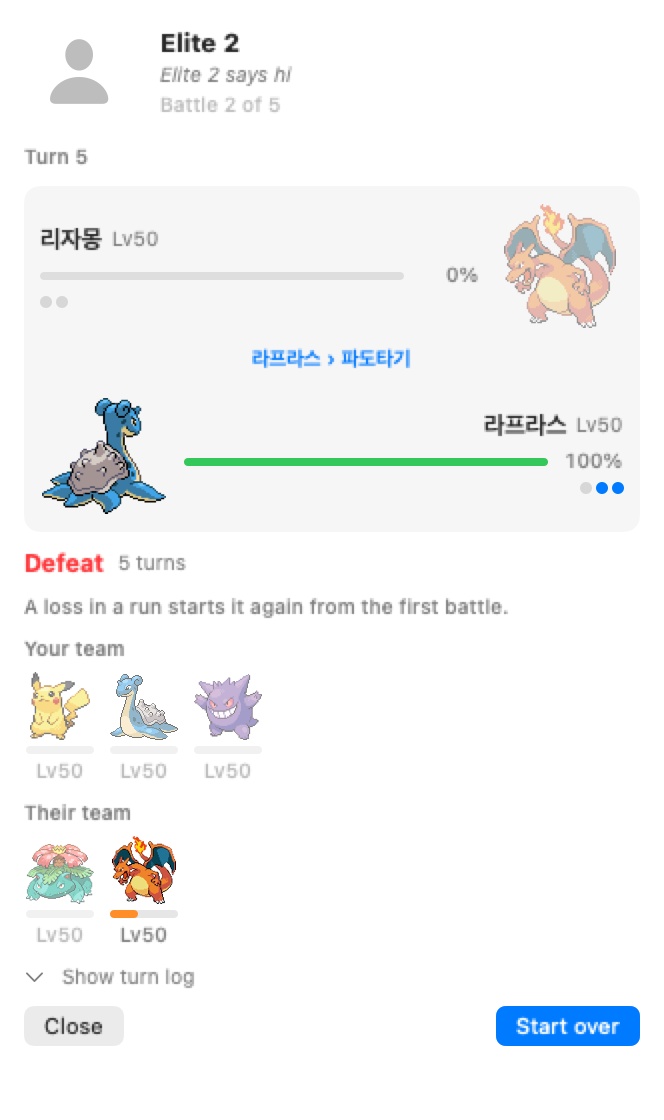 Elite 2
Elite 2 says hi
Battle 2 of 5
Turn 5
리자몽 Lv50
0%
라프라스 › 파도타기
라프라스 Lv50
100%
Defeat 5 turns
A loss in a run starts it again from the first battle.
Your team
Lv50 Lv50 Lv50
Their team
Lv50 Lv50
Show turn log
Close Start over